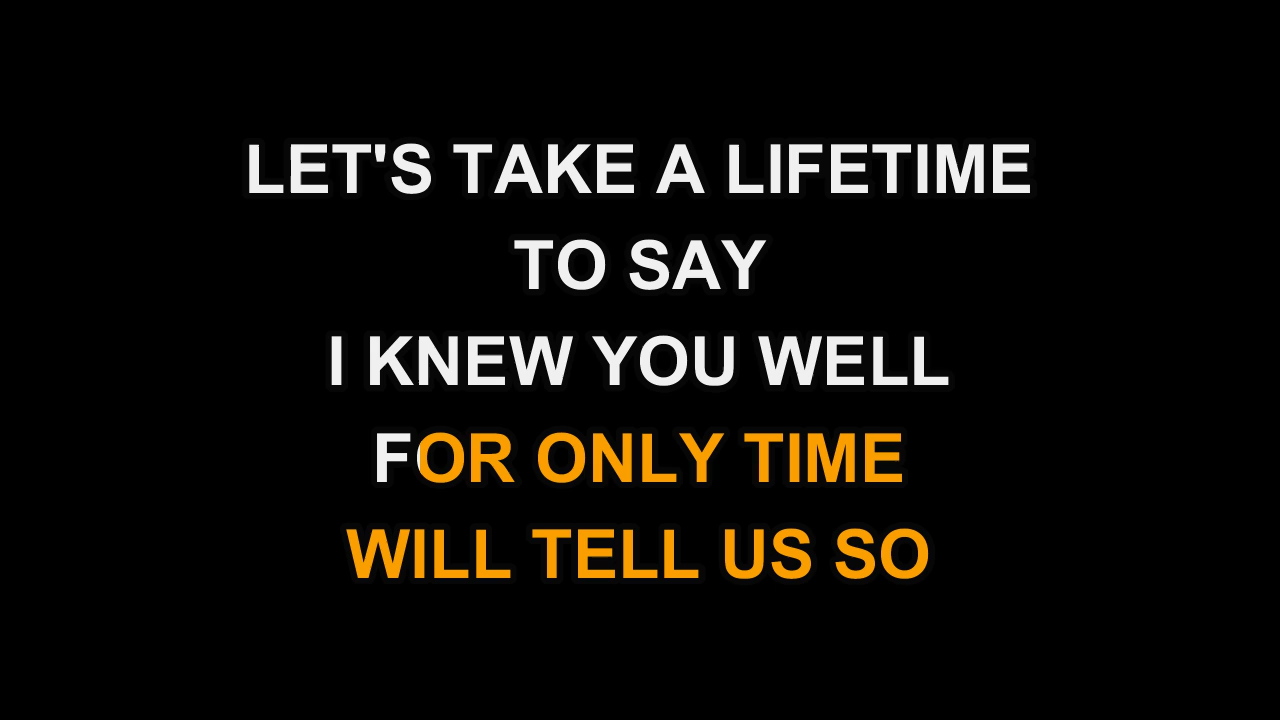 LET'S TAKE A LIFETIME
TO SAY
I KNEW YOU WELL
FOR ONLY TIME
WILL TELL US SO